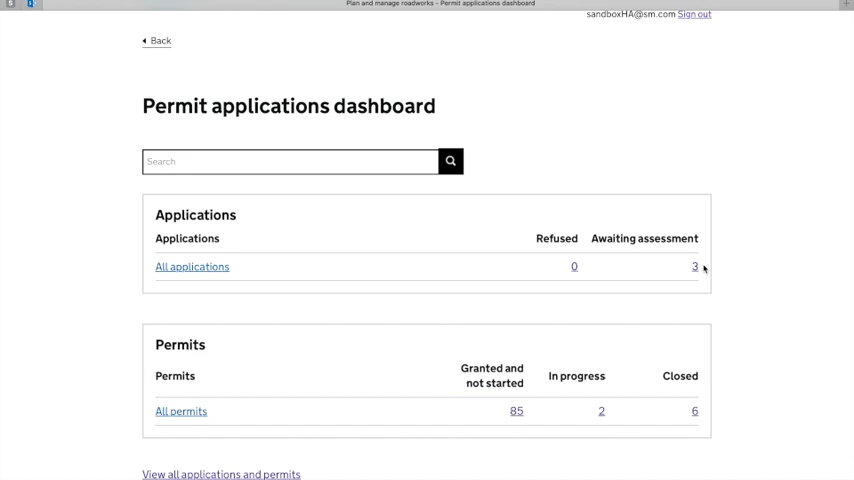 Plan and manage roadworks - Permit applications dashboard
sandboxHA@sm.com Sign out
Back
Permit applications dashboard
Search
Applications
Applications Refused Awaiting assessment
All applications 0 3
Permits
Permits Granted and not started In progress Closed
All permits 85 2 6
View all applications and permits